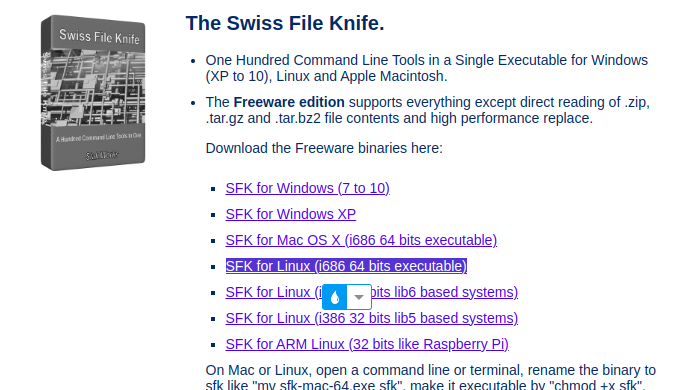 The Swiss File Knife.
Swiss File Knife
A Hundred Command Line Tools In One
One Hundred Command Line Tools in a Single Executable for Windows
(XP to 10), Linux and Apple Macintosh.
The Freeware edition supports everything except direct reading of .zip,
.tar.gz and .tar.bz2 file contents and high performance replace.
Download the Freeware binaries here:
SFK for Windows (7 to 10)
SFK for Windows XP
SFK for Mac OS X (i686 64 bits executable)
SFK for Linux (i686 64 bits executable)
SFK for Linux bits lib6 based systems)
SFK for Linux (i386 32 bits lib5 based systems)
SFK for ARM Linux (32 bits like Raspberry Pi)
On Mac or Linux, open a command line or terminal, rename the binary to
sfk like "mv sfk-mac-64.exe sfk", make it executable by "chmod +x sfk".